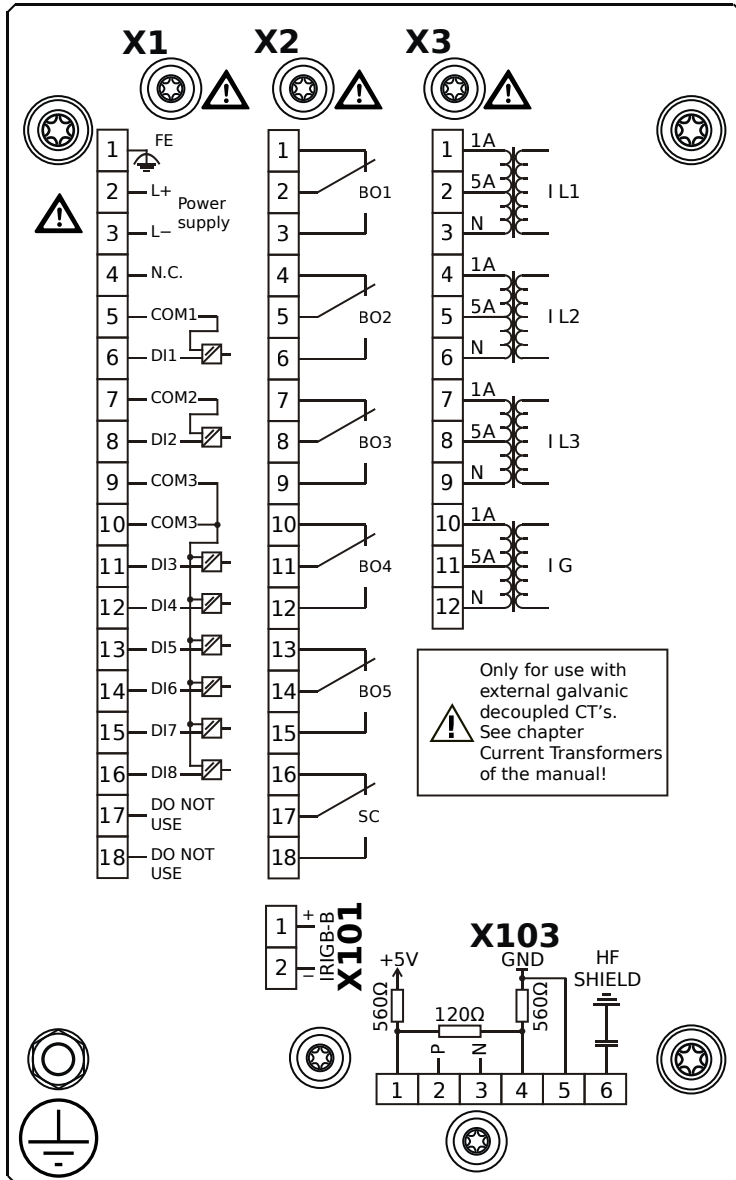 X1 X2 X3
1 FE
2 L+
Power
supply
3 L−
4 N.C.
5 COM1
6 DI1
7 COM2
8 DI2
9 COM3
10 COM3
11 DI3
12 DI4
13 DI5
14 DI6
15 DI7
16 DI8
17 DO NOT
USE
18 DO NOT
USE
1
2 BO1
3
4
5 BO2
6
7
8 BO3
9
10
11 BO4
12
13
14 BO5
15
16
17 SC
18
1 1A
2 5A I L1
3 N
4 1A
5 5A I L2
6 N
7 1A
8 5A I L3
9 N
10 1A
11 5A I G
12 N
Only for use with
external galvanic
decoupled CT's.
See chapter
Current Transformers
of the manual!
1 +
2 −
IRIGB-B
X101
X103
+5V GND HF
SHIELD
560Ω 120Ω 560Ω
P N
1 2 3 4 5 6